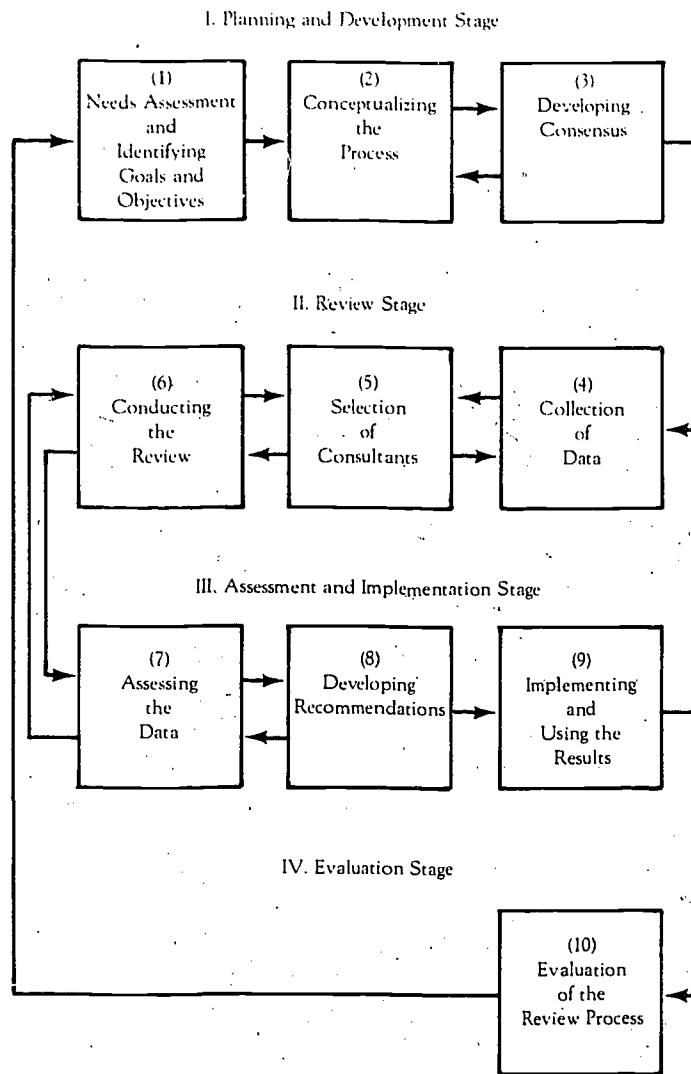 I. Planning and Development Stage
(1)
Needs Assessment
and
Identifying
Goals and
Objectives
(2)
Conceptualizing
the
Process
(3)
Developing
Consensus
II. Review Stage
(6)
Conducting
the
Review
(5)
Selection
of
Consultants
(4)
Collection
of
Data
III. Assessment and Implementation Stage
(7)
Assessing
the
Data
(8)
Developing
Recommendations
(9)
Implementing
and
Using the
Results
IV. Evaluation Stage
(10)
Evaluation
of the
Review Process